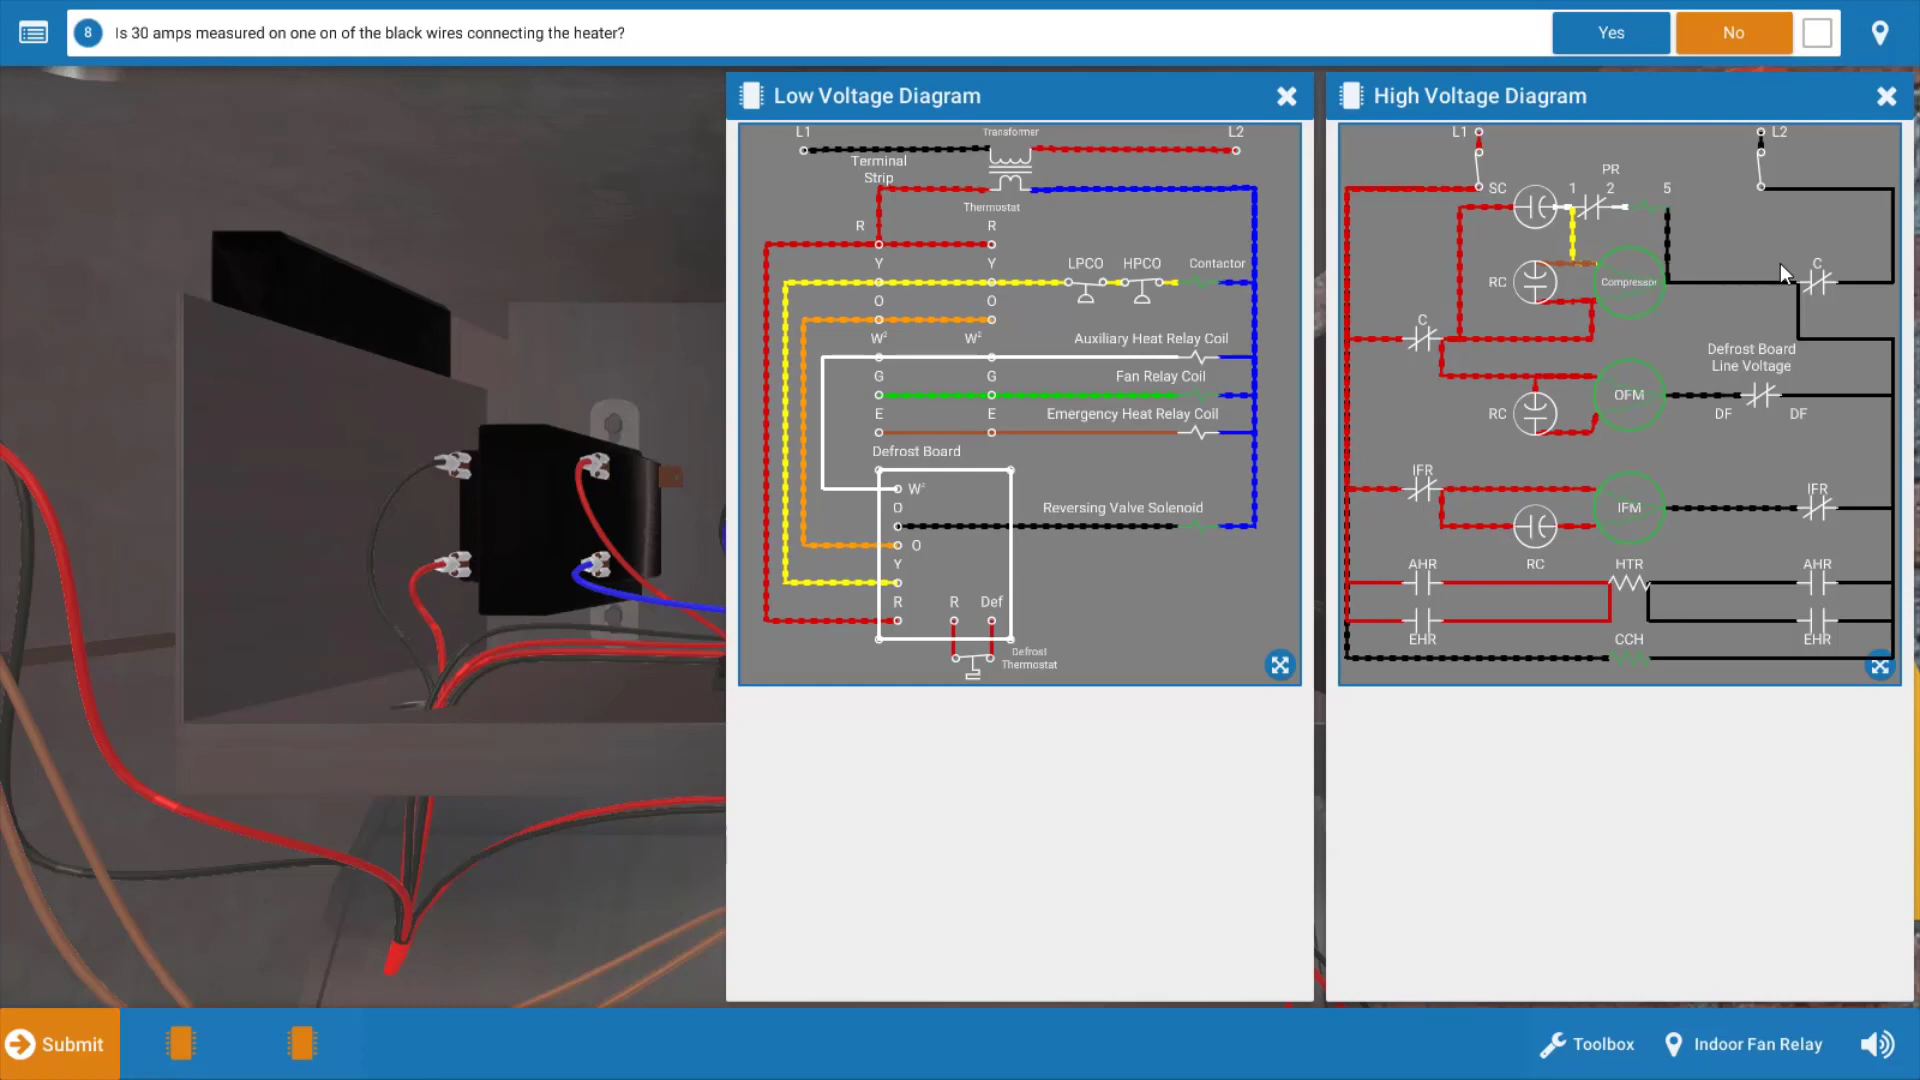 8 Is 30 amps measured on one on of the black wires connecting the heater? Yes No
Low Voltage Diagram
L1 Transformer L2
Terminal
Strip
Thermostat
R R
Y Y LPCO HPCO Contactor
O O
W² W² Auxiliary Heat Relay Coil
G G Fan Relay Coil
E E Emergency Heat Relay Coil
Defrost Board
W²
O Reversing Valve Solenoid
O
Y
R R Def
Defrost
Thermostat
High Voltage Diagram
L1 L2
PR
SC 1 2 5
RC Compressor C
C
Defrost Board
Line Voltage
OFM
RC DF DF
IFR
IFM IFR
RC
AHR HTR AHR
EHR CCH EHR
Submit Toolbox Indoor Fan Relay